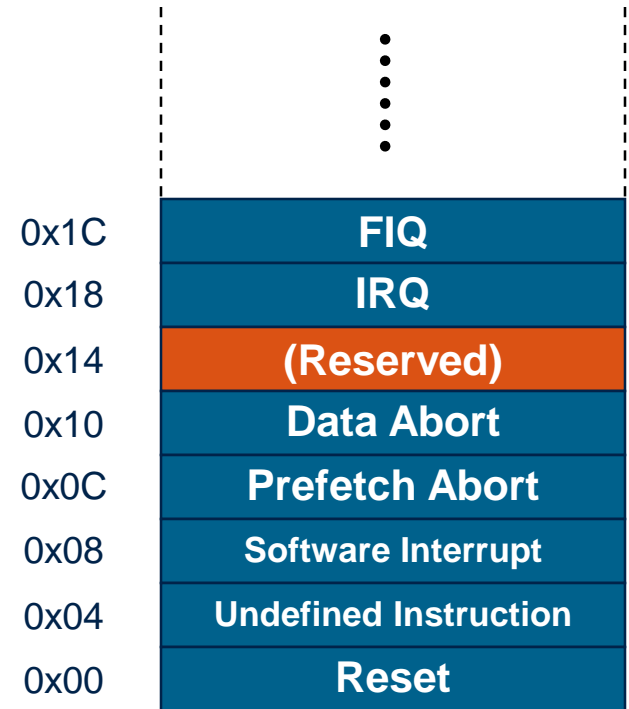 0x1C FIQ
0x18 IRQ
0x14 (Reserved)
0x10 Data Abort
0x0C Prefetch Abort
0x08 Software Interrupt
0x04 Undefined Instruction
0x00 Reset